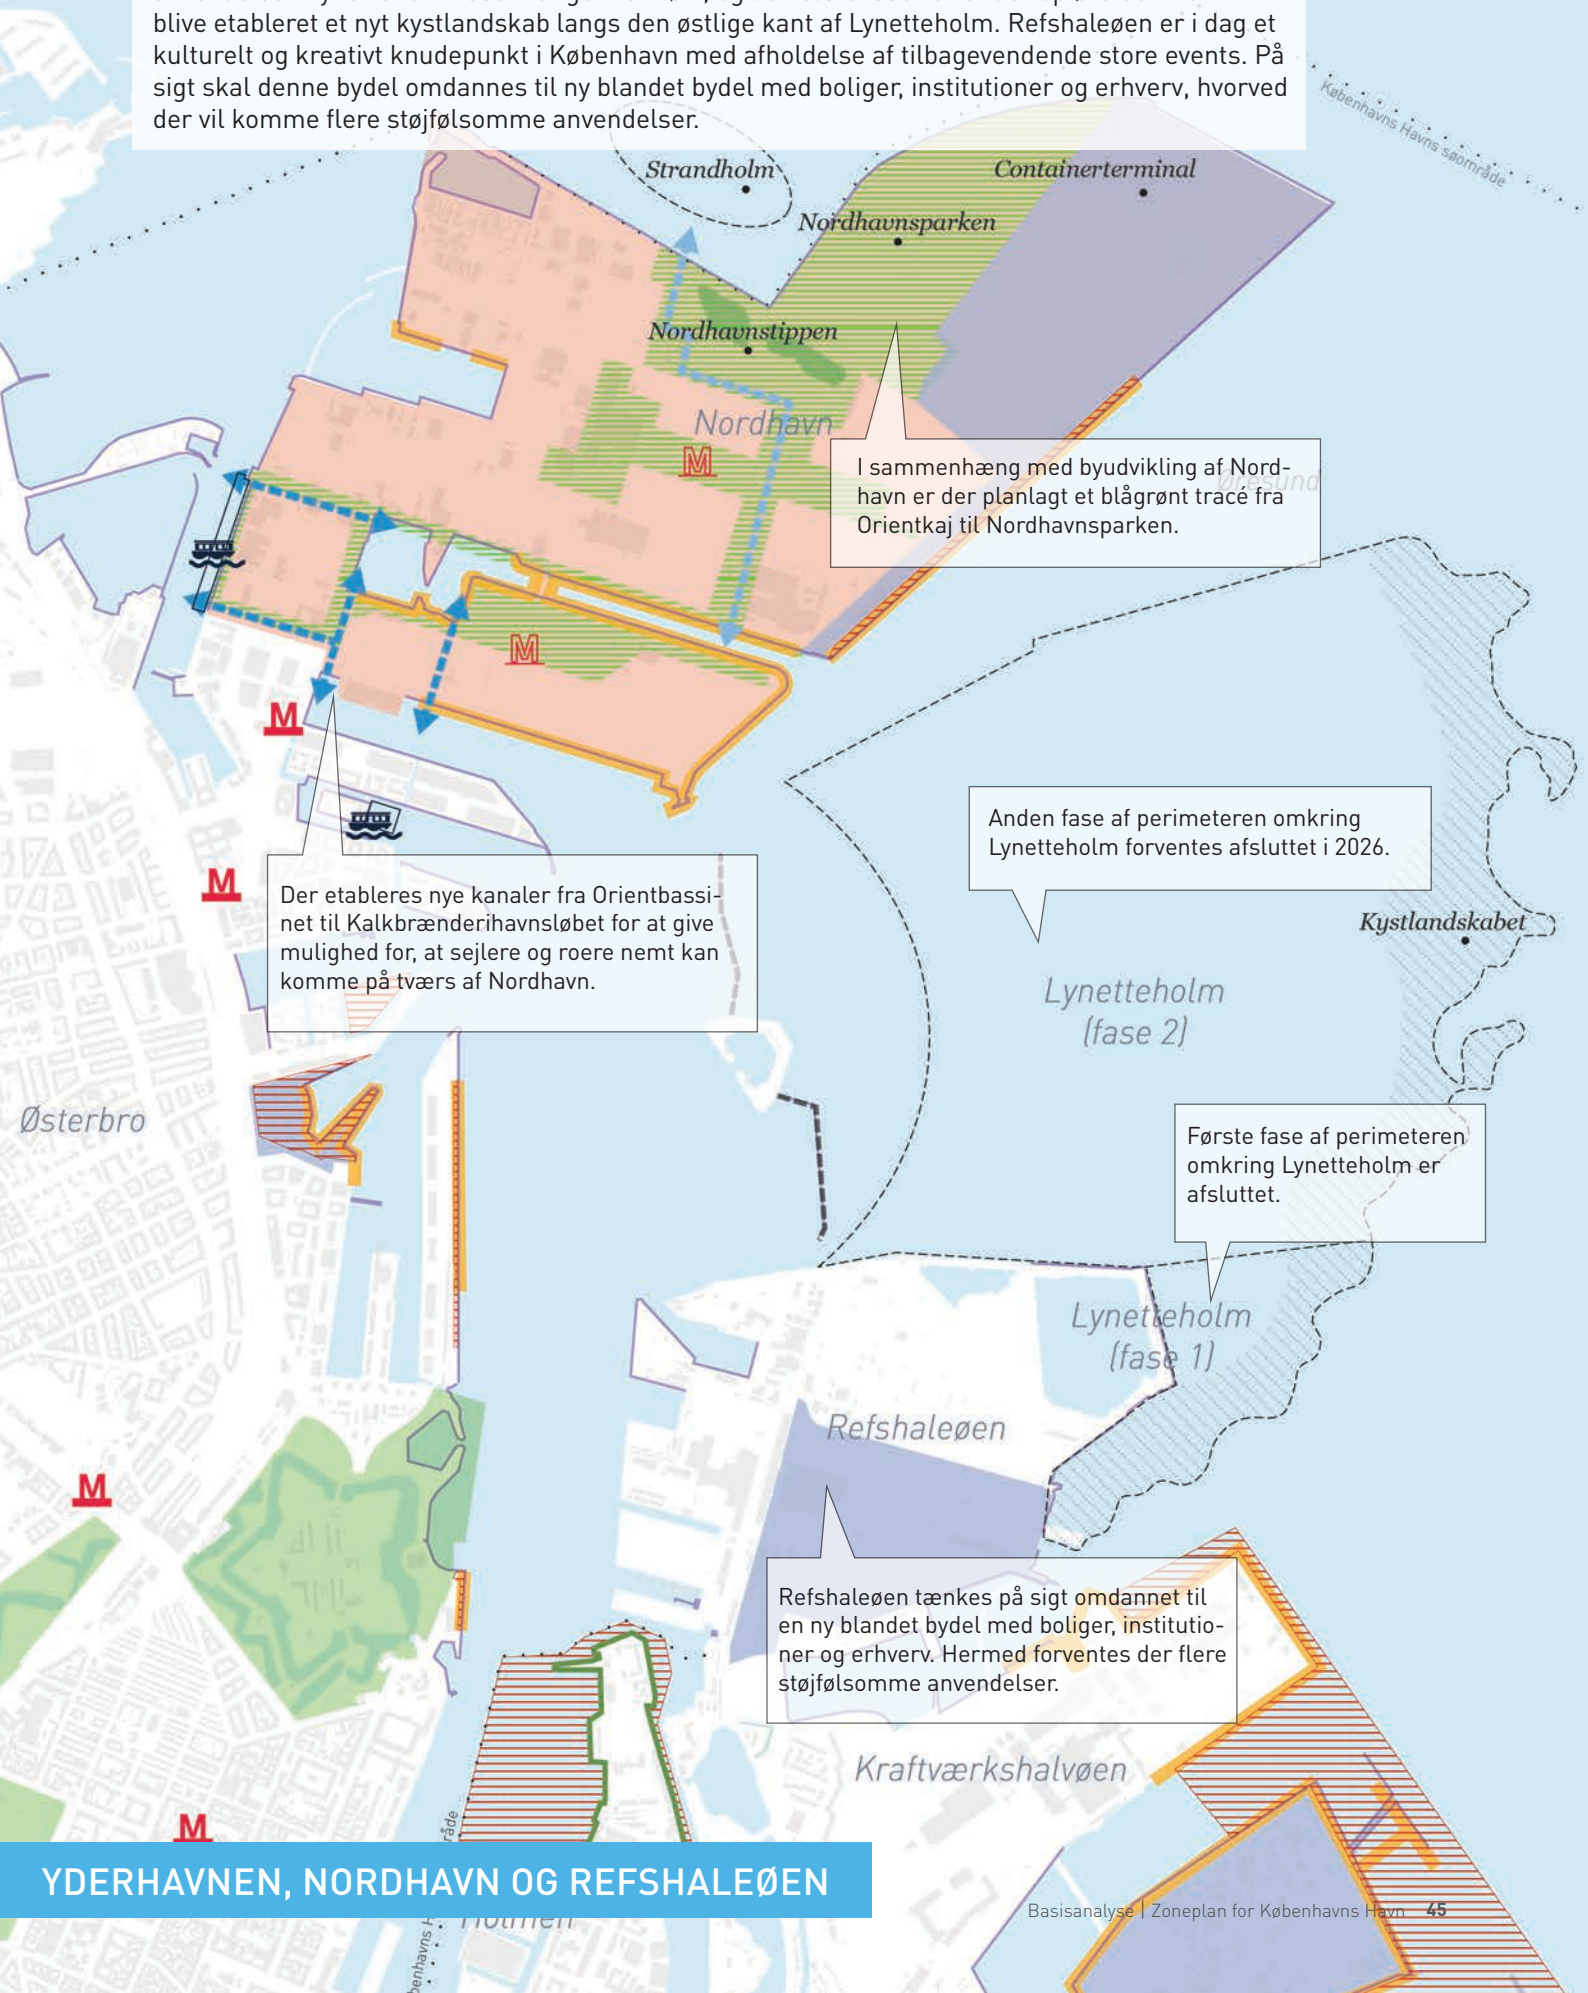 blive etableret et nyt kystlandskab langs den østlige kant af Lynetteholm. Refshaleøen er i dag et
kulturelt og kreativt knudepunkt i København med afholdelse af tilbagevendende store events. På
sigt skal denne bydel omdannes til ny blandet bydel med boliger, institutioner og erhverv, hvorved
der vil komme flere støjfølsomme anvendelser.
Københavns Havns søområde
Strandholm
Containerterminal
Nordhavnsparken
Nordhavnstippen
Nordhavn
M
I sammenhæng med byudvikling af Nord-
havn er der planlagt et blågrønt tracé fra
Orientkaj til Nordhavnsparken.
Øresund
M
M
Anden fase af perimeteren omkring
Lynetteholm forventes afsluttet i 2026.
M
Der etableres nye kanaler fra Orientbassi-
net til Kalkbrænderihavnsløbet for at give
mulighed for, at sejlere og roere nemt kan
komme på tværs af Nordhavn.
Kystlandskabet
Lynetteholm
(fase 2)
Østerbro
Første fase af perimeteren
omkring Lynetteholm er
afsluttet.
Lynetteholm
(fase 1)
Refshaleøen
M
Refshaleøen tænkes på sigt omdannet til
en ny blandet bydel med boliger, institutio-
ner og erhverv. Hermed forventes der flere
støjfølsomme anvendelser.
Kraftværkshalvøen
M
YDERHAVNEN, NORDHAVN OG REFSHALEØEN
Holmen
Basisanalyse | Zoneplan for Københavns Havn 45